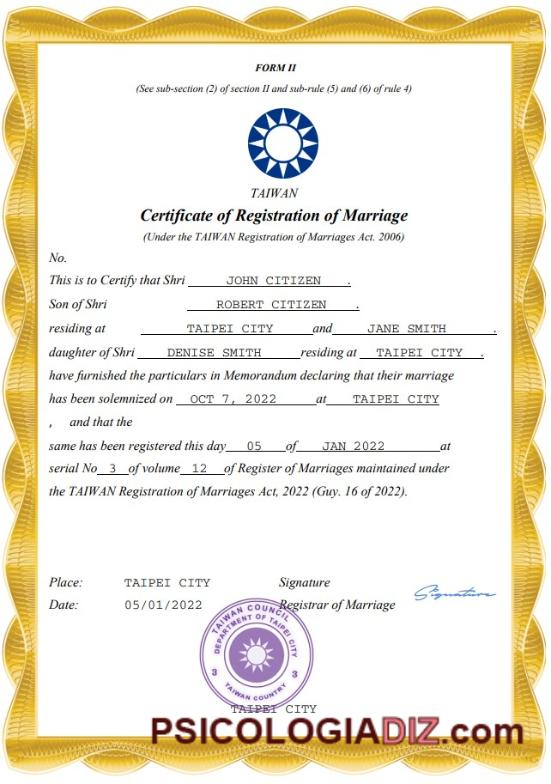 FORM II
(See sub-section (2) of section II and sub-rule (5) and (6) of rule 4)
TAIWAN
Certificate of Registration of Marriage
(Under the TAIWAN Registration of Marriages Act. 2006)
No.
This is to Certify that Shri JOHN CITIZEN .
Son of Shri ROBERT CITIZEN .
residing at TAIPEI CITY and JANE SMITH .
daughter of Shri DENISE SMITH residing at TAIPEI CITY .
have furnished the particulars in Memorandum declaring that their marriage
has been solemnized on OCT 7, 2022 at TAIPEI CITY
, and that the
same has been registered this day 05 of JAN 2022 at
serial No 3 of volume 12 of Register of Marriages maintained under
the TAIWAN Registration of Marriages Act, 2022 (Guy. 16 of 2022).
Place: TAIPEI CITY Signature
Signature
Date: 05/01/2022 Registrar of Marriage
TAIWAN COUNCIL
DEPARTMENT OF TAIPEI CITY
3 3
TAIWAN COUNTRY
TAIPEI CITY
PSICOLOGIADIZ.com